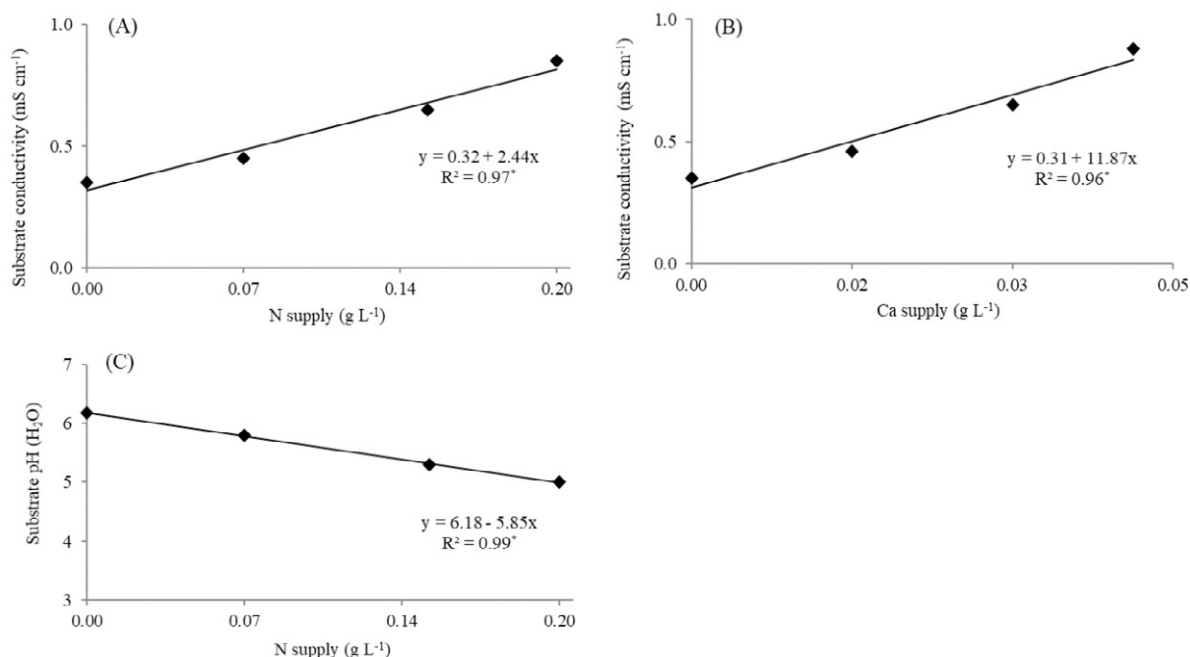 (A)
Substrate conductivity (mS cm⁻¹)
1.0
0.5
0.0
y = 0.32 + 2.44x
R² = 0.97*
0.00 0.07 0.14 0.20
N supply (g L⁻¹)
(B)
Substrate conductivity (mS cm⁻¹)
1.0
0.5
0.0
y = 0.31 + 11.87x
R² = 0.96*
0.00 0.02 0.03 0.05
Ca supply (g L⁻¹)
(C)
Substrate pH (H₂O)
7
6
5
4
3
y = 6.18 - 5.85x
R² = 0.99*
0.00 0.07 0.14 0.20
N supply (g L⁻¹)